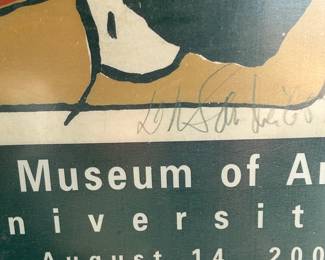 Museum of Ar
niversit
August 14, 200